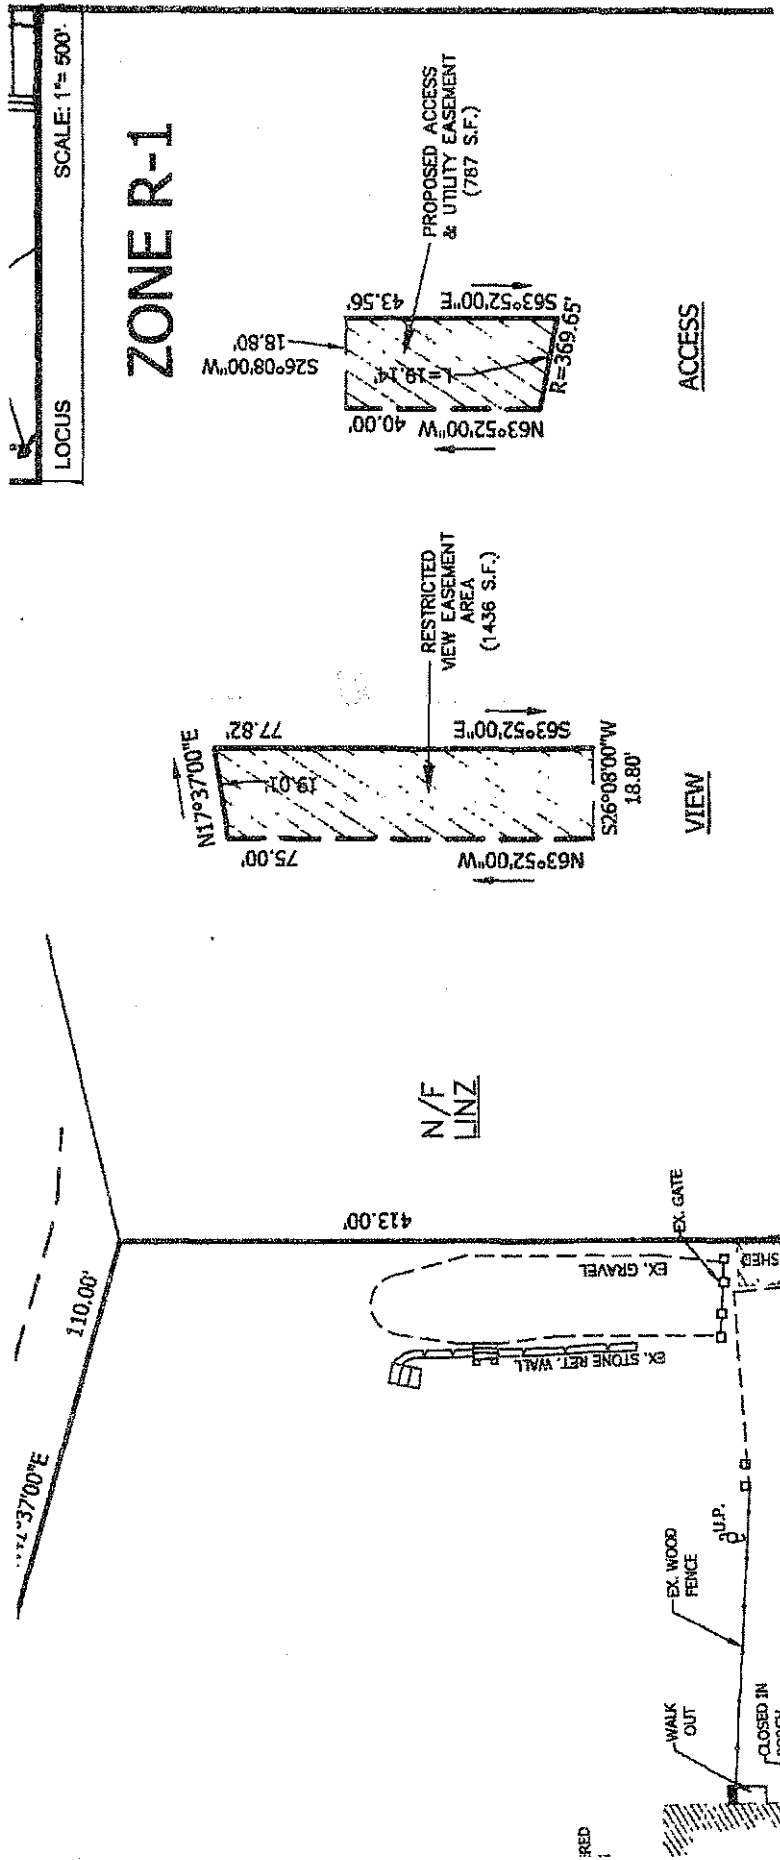 LOCUS
SCALE: 1"= 500'
ZONE R-1
S26°08'00"W
18.80'
43.56'
S63°52'00"E
40.00'
N63°52'00"W
L=19.14'
R=369.65'
PROPOSED ACCESS
& UTILITY EASEMENT
(787 S.F.)
ACCESS
N17°37'00"E
19.01'
77.82'
S63°52'00"E
75.00'
N63°52'00"W
S26°08'00"W
18.80'
RESTRICTED
VIEW EASEMENT
AREA
(1436 S.F.)
VIEW
N/F
LINZ
110.00'
37'00"E
413.00'
EX. GRAVEL
EX. GATE
EX. STONE RET. WALL
SHED
U.P.
EX. WOOD
FENCE
WALK
OUT
CLOSED IN